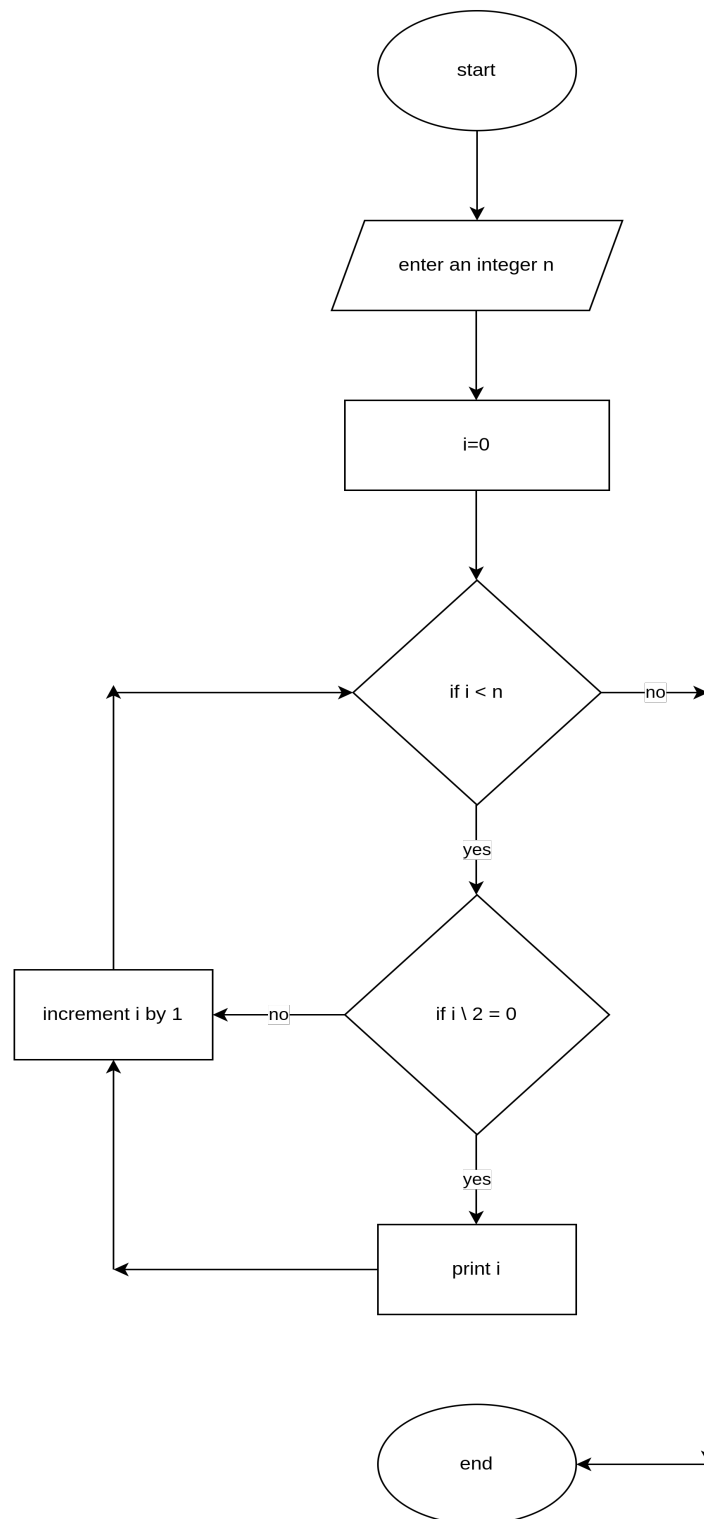 start
enter an integer n
i=0
if i < n
no
yes
increment i by 1
no
if i \ 2 = 0
yes
print i
end